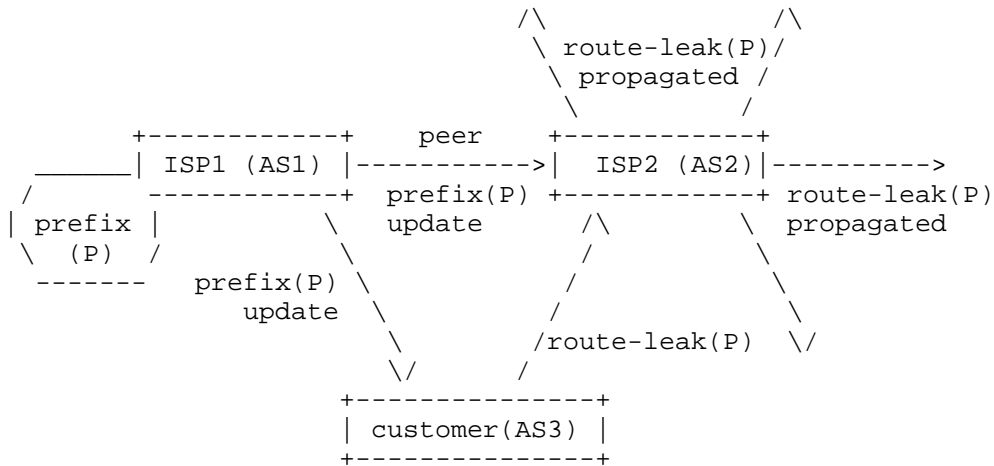 /\ /\
\ route-leak(P)/
\ propagated /
\ /
+------------+ peer +------------+
______| ISP1 (AS1) |----------->| ISP2 (AS2)|---------->
/ ------------+ prefix(P) +------------+ route-leak(P)
| prefix | \ update /\ \ propagated
\ (P) / \ / \
------- prefix(P) \ / \
update \ / \
\ /route-leak(P) \/
\/ /
+---------------+
| customer(AS3) |
+---------------+